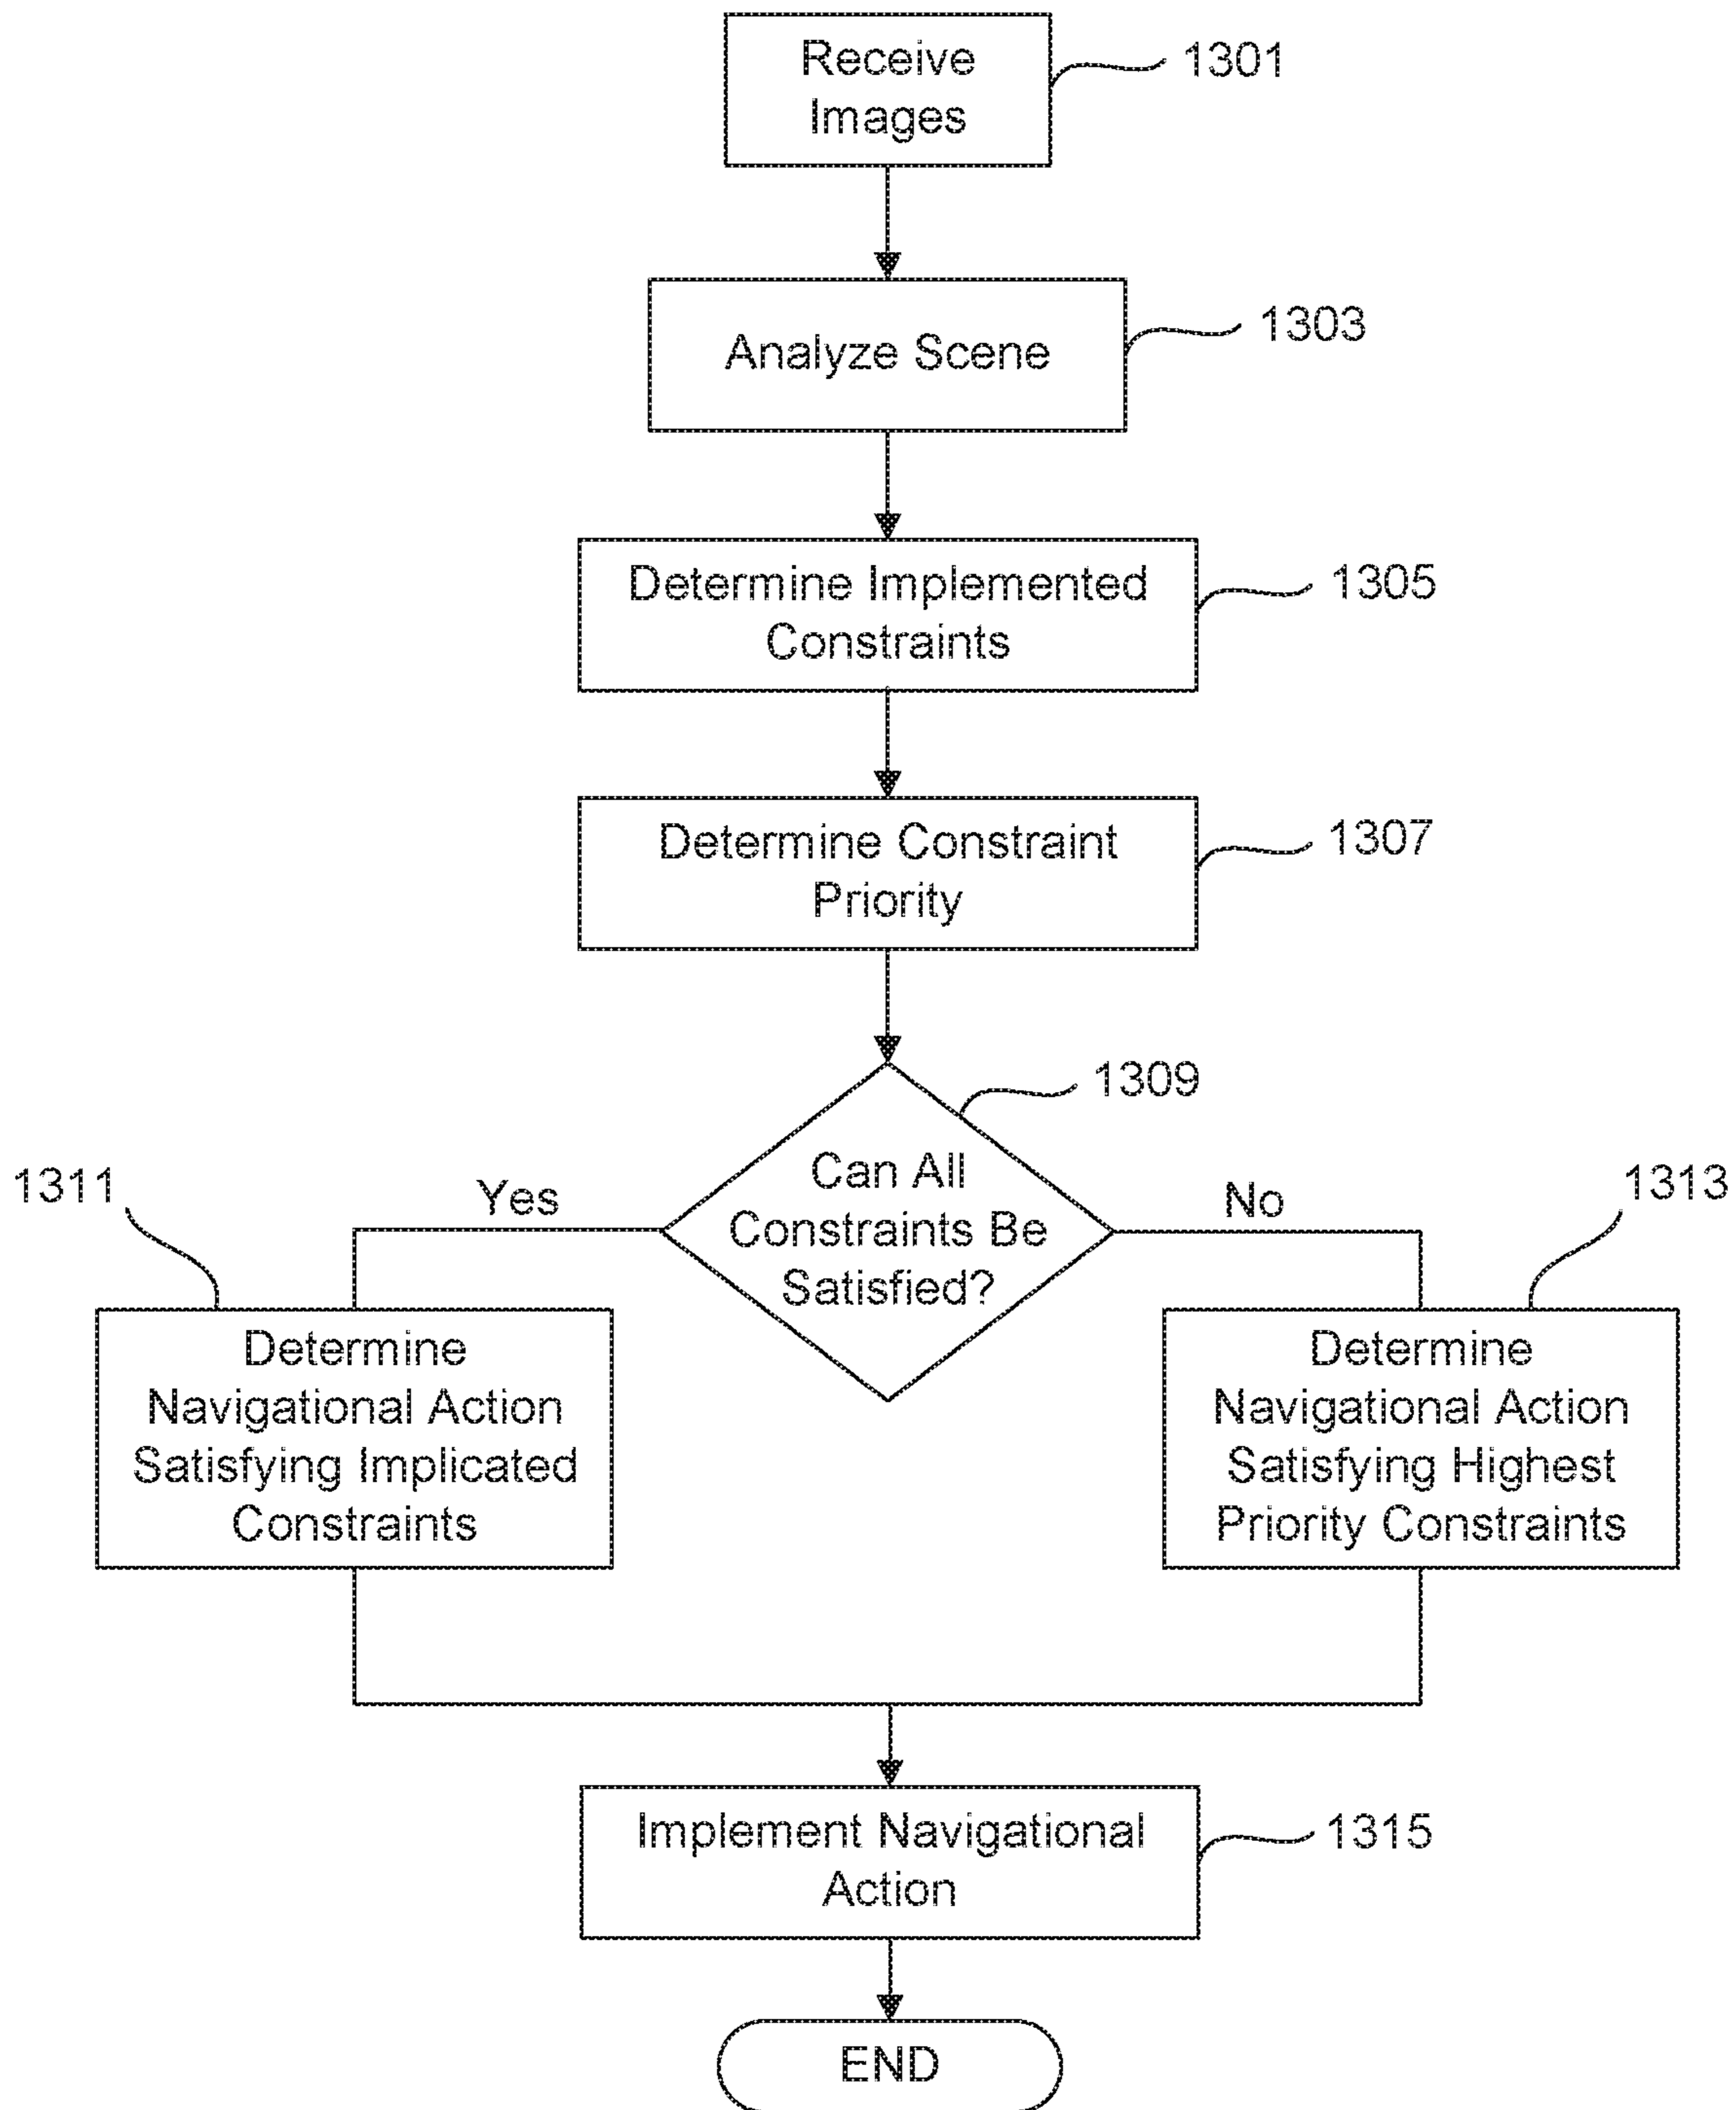 Receive
Images
1301
Analyze Scene
1303
Determine Implemented
Constraints
1305
Determine Constraint
Priority
1307
1309
Can All
Constraints Be
Satisfied?
Yes
No
1311
1313
Determine
Navigational Action
Satisfying Implicated
Constraints
Determine
Navigational Action
Satisfying Highest
Priority Constraints
Implement Navigational
Action
1315
END